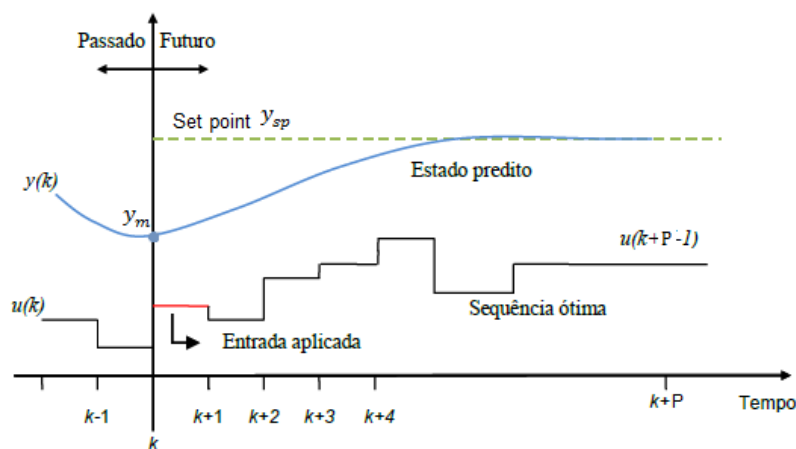 Passado Futuro
Set point y_sp
y(k)
Estado predito
y_m
u(k+P-1)
u(k)
Sequência ótima
Entrada aplicada
k-1 k k+1 k+2 k+3 k+4 k+P Tempo